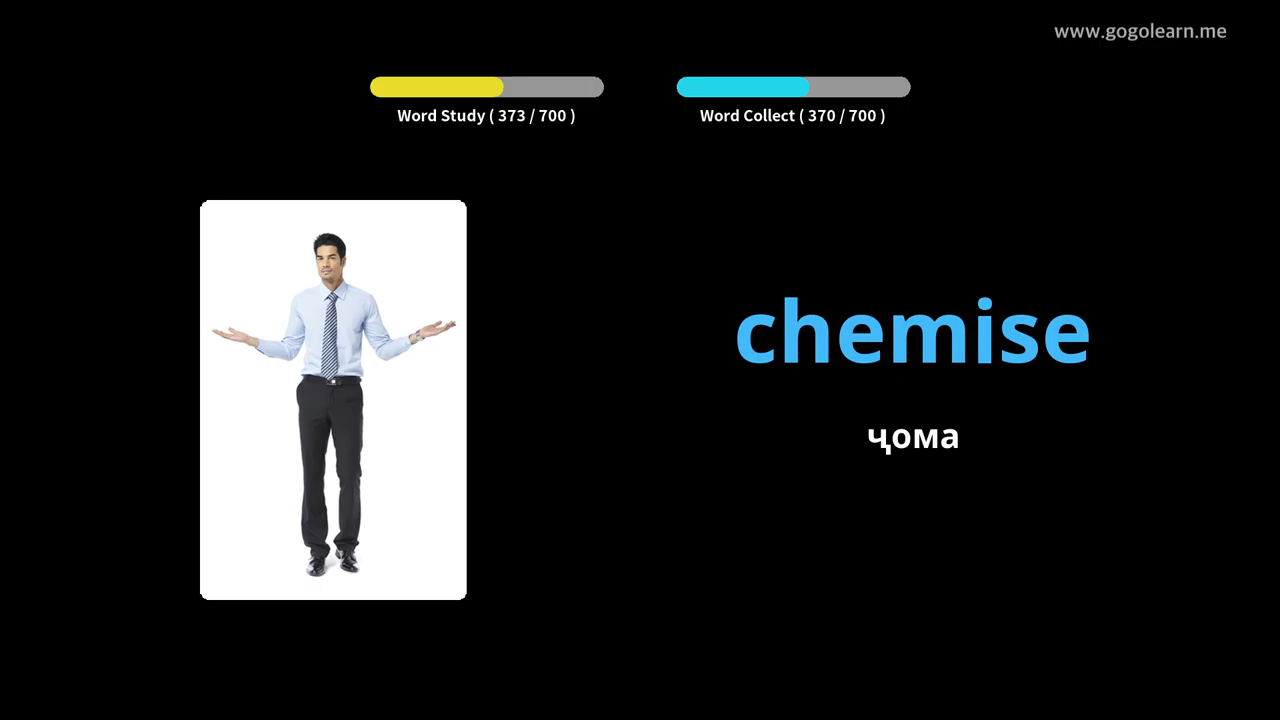 www.gogolearn.me
Word Study ( 373 / 700 )
Word Collect ( 370 / 700 )
chemise
ҷома